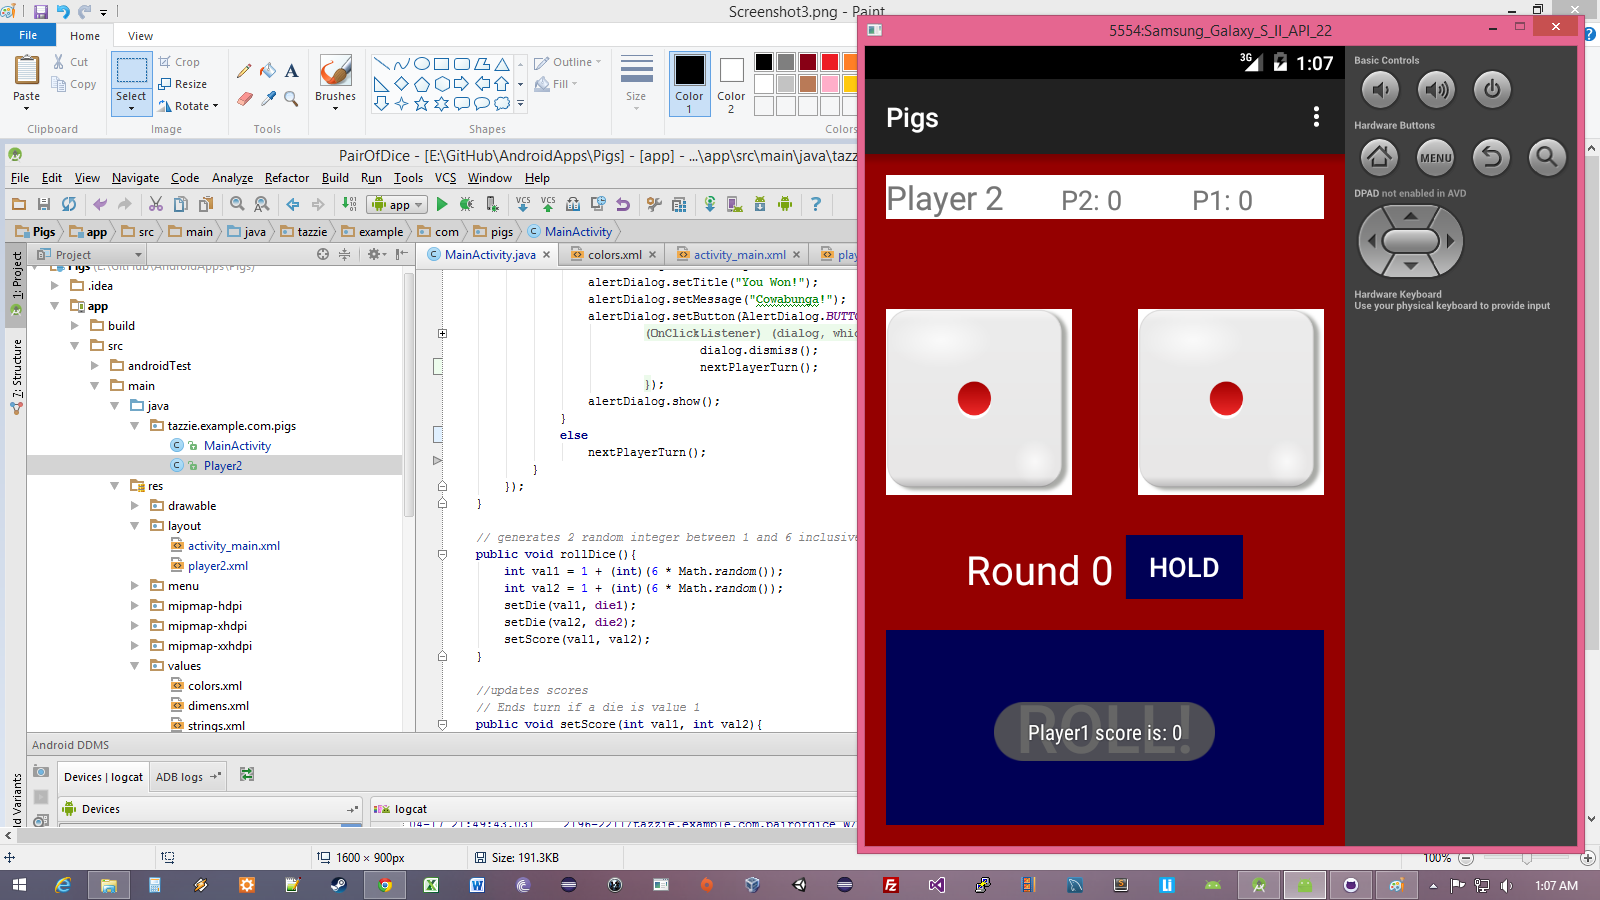 Screenshot3.png - Paint
File Home View
Paste
Cut
Copy
Clipboard
Select
Crop
Resize
Rotate
Image
Tools
Brushes
Shapes
Outline
Fill
Size
Color 1
Color 2
Colors
PairOfDice - [E:\GitHub\AndroidApps\Pigs] - [app] - ...\app\src\main\java\tazz
File Edit View Navigate Code Analyze Refactor Build Run Tools VCS Window Help
app
Pigs app src main java tazzie example com pigs MainActivity
1: Project
7: Structure
ld Variants
Project
MainActivity.java colors.xml activity_main.xml play
Pigs (E:\GitHub\AndroidApps\Pigs)
.idea
app
build
src
androidTest
main
java
tazzie.example.com.pigs
MainActivity
Player2
res
drawable
layout
activity_main.xml
player2.xml
menu
mipmap-hdpi
mipmap-xhdpi
mipmap-xxhdpi
values
colors.xml
dimens.xml
strings.xml
alertDialog.setTitle("You Won!");
alertDialog.setMessage("Cowabunga!");
alertDialog.setButton(AlertDialog.BUTTO
(OnClickListener) (dialog, whic
dialog.dismiss();
nextPlayerTurn();
});
alertDialog.show();
}
else
nextPlayerTurn();
}
});
}
// generates 2 random integer between 1 and 6 inclusive
public void rollDice(){
int val1 = 1 + (int)(6 * Math.random());
int val2 = 1 + (int)(6 * Math.random());
setDie(val1, die1);
setDie(val2, die2);
setScore(val1, val2);
}
//updates scores
// Ends turn if a die is value 1
public void setScore(int val1, int val2){
Android DDMS
Devices | logcat ADB logs
Devices
logcat
1600 × 900px
Size: 191.3KB
100%
5554:Samsung_Galaxy_S_II_API_22
3G 1:07
Pigs
Player 2 P2: 0 P1: 0
Round 0 HOLD
ROLL!
Player1 score is: 0
Basic Controls
Hardware Buttons
MENU
DPAD not enabled in AVD
Hardware Keyboard
Use your physical keyboard to provide input
1:07 AM